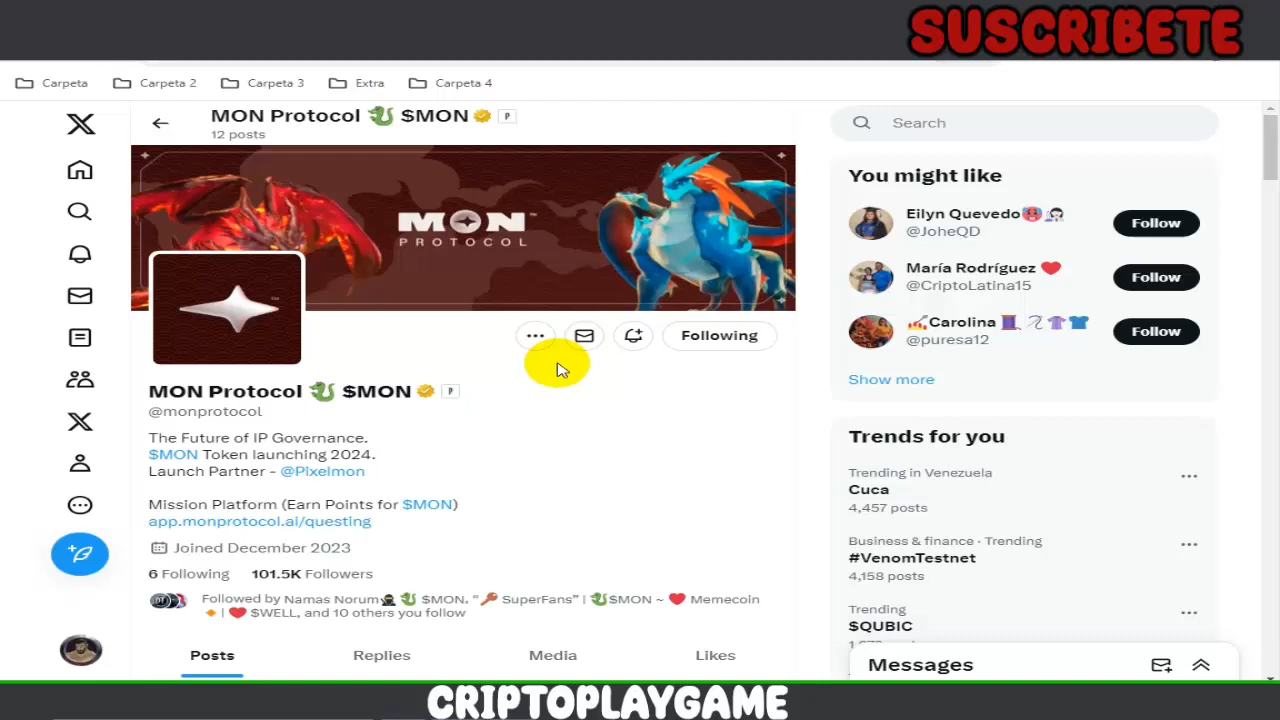 SUSCRIBETE
Carpeta
Carpeta 2
Carpeta 3
Extra
Carpeta 4
MON Protocol 🐉 $MON P
12 posts
MON™
PROTOCOL
Following
MON Protocol 🐉 $MON P
@monprotocol
The Future of IP Governance.
$MON Token launching 2024.
Launch Partner - @Pixelmon
Mission Platform (Earn Points for $MON)
app.monprotocol.ai/questing
Joined December 2023
6 Following 101.5K Followers
Followed by Namas Norum🥷🐉 $MON, "🔑 SuperFans" | 🐉$MON ~ ❤️ Memecoin
🔸 | ❤️ $WELL, and 10 others you follow
Posts
Replies
Media
Likes
Search
You might like
Eilyn Quevedo
@JoheQD
Follow
María Rodríguez ❤️
@CriptoLatina15
Follow
Carolina 🧵🪡👚👕
@puresa12
Follow
Show more
Trends for you
Trending in Venezuela
Cuca
4,457 posts
Business & finance · Trending
#VenomTestnet
4,158 posts
Trending
$QUBIC
Messages
CRIPTOPLAYGAME